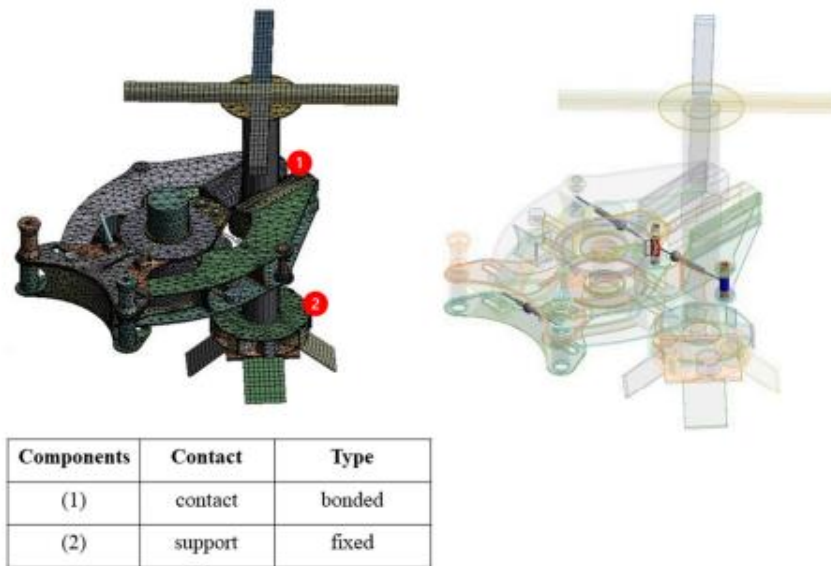 1
2
Components Contact Type
(1) contact bonded
(2) support fixed